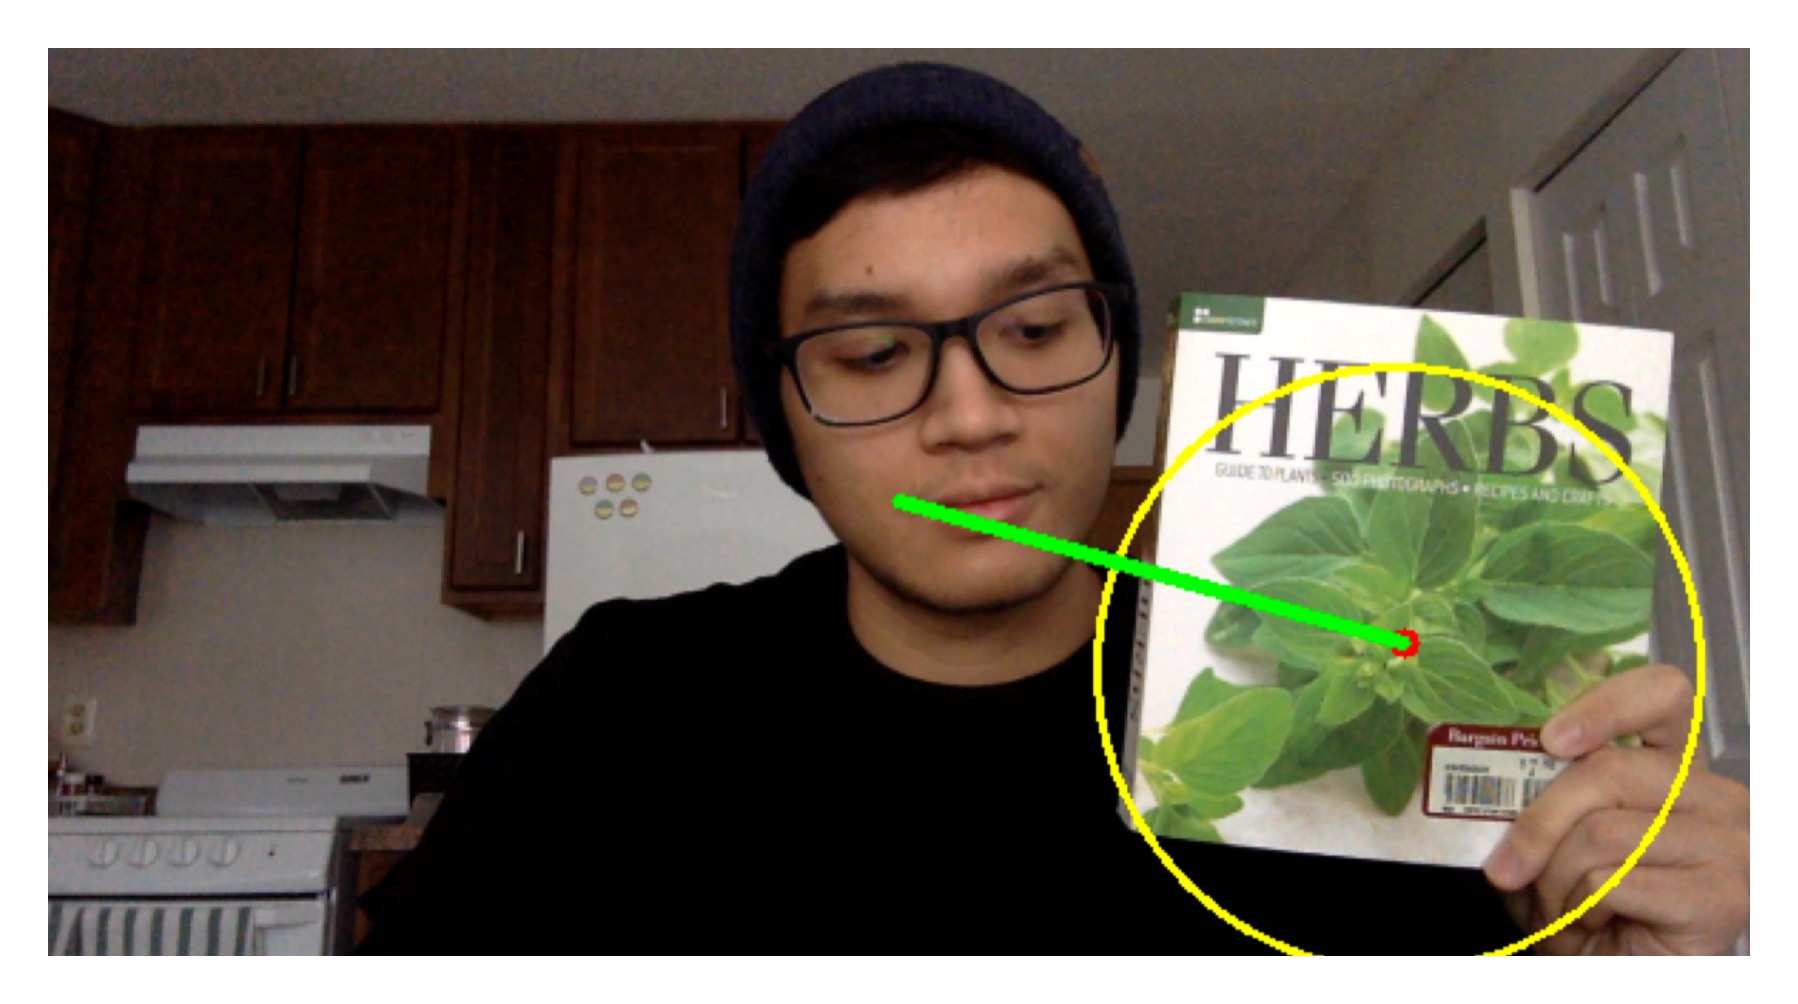 HERBS
GUIDE TO PLANTS • 500 PHOTOGRAPHS • RECIPES AND CRAFTS
Bargain Pri